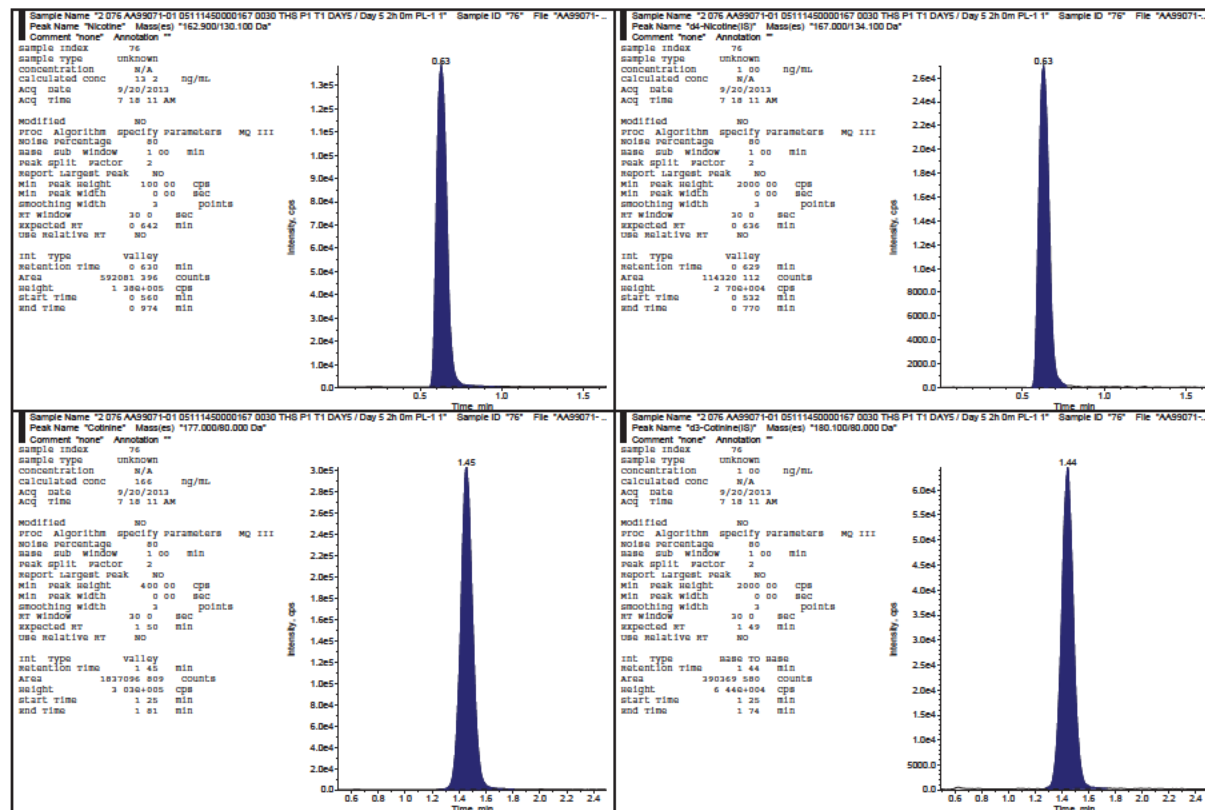 Sample Name "2 076 AA99071-01 05111450000167 0030 THS P1 T1 DAY5 / Day 5 2h 0m PL-1 1" Sample ID "76" File "AA99071-...
Peak Name "Nicotine" Mass(es) "162.900/130.100 Da"
Comment "none" Annotation ""
Sample Index 76
Sample Type Unknown
Concentration N/A
Calculated Conc 13 2 ng/mL
Acq Date 9/20/2013
Acq Time 7 18 11 AM
Modified NO
Proc Algorithm Specify Parameters MQ III
Noise Percentage 80
Base Sub Window 1 00 min
Peak Split Factor 2
Report Largest Peak NO
Min Peak Height 100 00 cps
Min Peak Width 0 00 sec
Smoothing Width 3 points
RT Window 30 0 sec
Expected RT 0 642 min
Use Relative RT NO
Int Type Valley
Retention Time 0 630 min
Area 592081 396 counts
Height 1 38e+005 cps
Start Time 0 560 min
End Time 0 974 min
0.63
Intensity, cps
1.3e5
1.2e5
1.1e5
1.0e5
9.0e4
8.0e4
7.0e4
6.0e4
5.0e4
4.0e4
3.0e4
2.0e4
1.0e4
0.0
0.5 1.0 1.5
Time, min
Sample Name "2 076 AA99071-01 05111450000167 0030 THS P1 T1 DAY5 / Day 5 2h 0m PL-1 1" Sample ID "76" File "AA99071-...
Peak Name "d4-Nicotine(IS)" Mass(es) "167.000/134.100 Da"
Comment "none" Annotation ""
Sample Index 76
Sample Type Unknown
Concentration 1 00 ng/mL
Calculated Conc N/A
Acq Date 9/20/2013
Acq Time 7 18 11 AM
Modified NO
Proc Algorithm Specify Parameters MQ III
Noise Percentage 80
Base Sub Window 1 00 min
Peak Split Factor 2
Report Largest Peak NO
Min Peak Height 2000 00 cps
Min Peak Width 0 00 sec
Smoothing Width 3 points
RT Window 30 0 sec
Expected RT 0 636 min
Use Relative RT NO
Int Type Valley
Retention Time 0 629 min
Area 114320 112 counts
Height 2 70e+004 cps
Start Time 0 532 min
End Time 0 770 min
0.63
Intensity, cps
2.6e4
2.4e4
2.2e4
2.0e4
1.8e4
1.6e4
1.4e4
1.2e4
1.0e4
8000.0
6000.0
4000.0
2000.0
0.0
0.5 1.0 1.5
Time, min
Sample Name "2 076 AA99071-01 05111450000167 0030 THS P1 T1 DAY5 / Day 5 2h 0m PL-1 1" Sample ID "76" File "AA99071-...
Peak Name "Cotinine" Mass(es) "177.000/80.000 Da"
Comment "none" Annotation ""
Sample Index 76
Sample Type Unknown
Concentration N/A
Calculated Conc 166 ng/mL
Acq Date 9/20/2013
Acq Time 7 18 11 AM
Modified NO
Proc Algorithm Specify Parameters MQ III
Noise Percentage 80
Base Sub Window 1 00 min
Peak Split Factor 2
Report Largest Peak NO
Min Peak Height 400 00 cps
Min Peak Width 0 00 sec
Smoothing Width 3 points
RT Window 30 0 sec
Expected RT 1 50 min
Use Relative RT NO
Int Type Valley
Retention Time 1 45 min
Area 1837096 809 counts
Height 3 03e+005 cps
Start Time 1 25 min
End Time 1 81 min
1.45
Intensity, cps
3.0e5
2.8e5
2.6e5
2.4e5
2.2e5
2.0e5
1.8e5
1.6e5
1.4e5
1.2e5
1.0e5
8.0e4
6.0e4
4.0e4
2.0e4
0.0
0.6 0.8 1.0 1.2 1.4 1.6 1.8 2.0 2.2 2.4
Time, min
Sample Name "2 076 AA99071-01 05111450000167 0030 THS P1 T1 DAY5 / Day 5 2h 0m PL-1 1" Sample ID "76" File "AA99071-...
Peak Name "d3-Cotinine(IS)" Mass(es) "180.100/80.000 Da"
Comment "none" Annotation ""
Sample Index 76
Sample Type Unknown
Concentration 1 00 ng/mL
Calculated Conc N/A
Acq Date 9/20/2013
Acq Time 7 18 11 AM
Modified NO
Proc Algorithm Specify Parameters MQ III
Noise Percentage 80
Base Sub Window 1 00 min
Peak Split Factor 2
Report Largest Peak NO
Min Peak Height 2000 00 cps
Min Peak Width 0 00 sec
Smoothing Width 3 points
RT Window 30 0 sec
Expected RT 1 49 min
Use Relative RT NO
Int Type Base To Base
Retention Time 1 44 min
Area 390369 580 counts
Height 6 44e+004 cps
Start Time 1 25 min
End Time 1 74 min
1.44
Intensity, cps
6.0e4
5.5e4
5.0e4
4.5e4
4.0e4
3.5e4
3.0e4
2.5e4
2.0e4
1.5e4
1.0e4
5000.0
0.0
0.6 0.8 1.0 1.2 1.4 1.6 1.8 2.0 2.2 2.4
Time, min